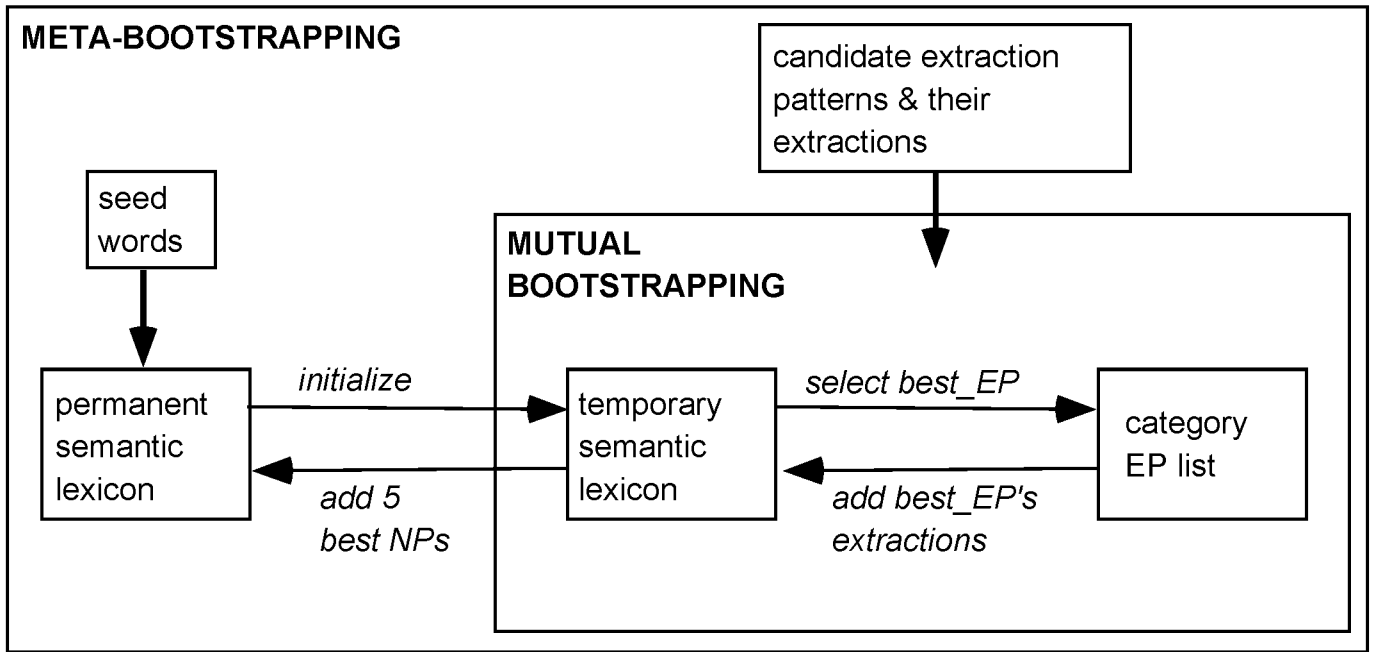 META-BOOTSTRAPPING
candidate extraction
patterns & their
extractions
seed
words
MUTUAL
BOOTSTRAPPING
permanent
semantic
lexicon
initialize
add 5
best NPs
temporary
semantic
lexicon
select best_EP
add best_EP's
extractions
category
EP list